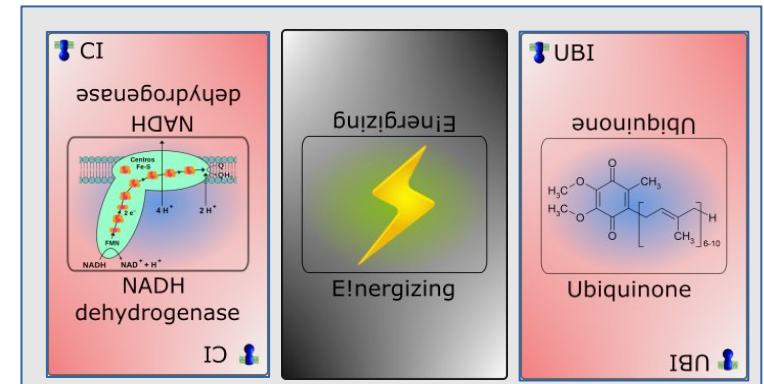 CI
NADH
dehydrogenase
Centros
Fe-S
Q
QH2
2 e-
4 H+
2 H+
FMN
NADH
NAD+ + H+
NADH
dehydrogenase
CI
E!nergizing
E!nergizing
UBI
Ubiquinone
O
H3C
O
CH3
H3C
O
O
H
CH3
6-10
Ubiquinone
UBI